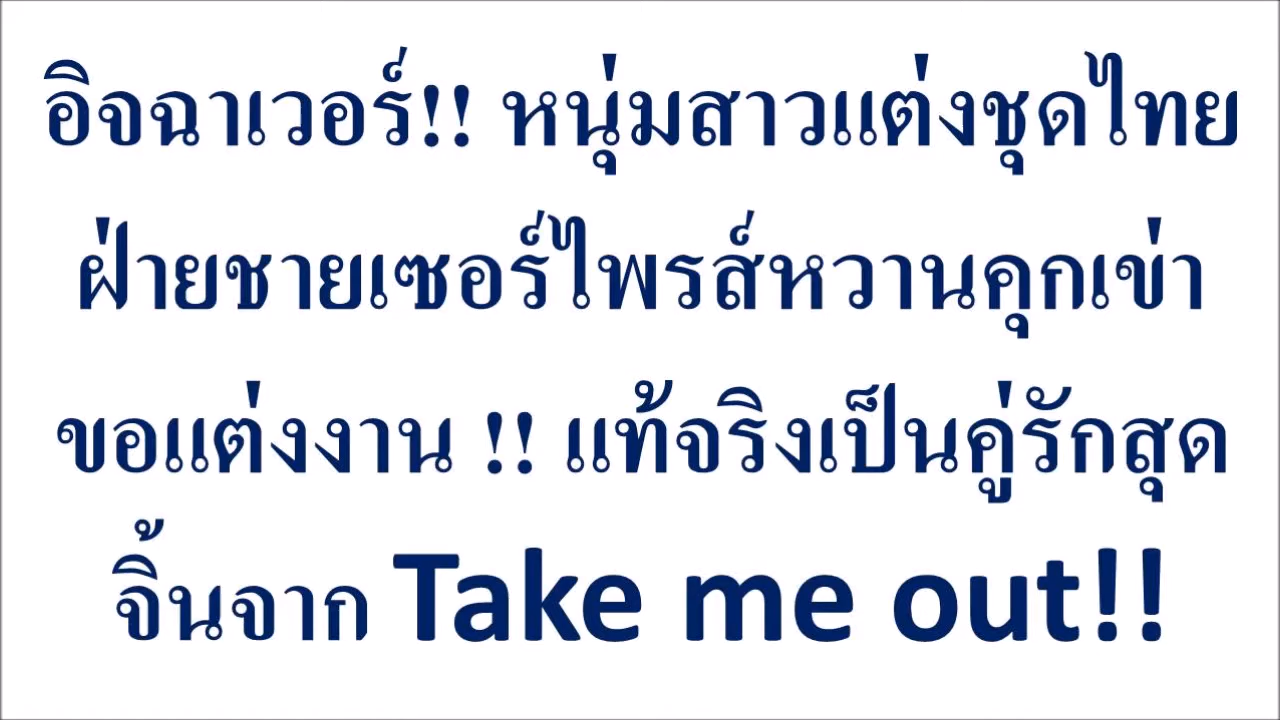 อิจฉาเวอร์!! หนุ่มสาวแต่งชุดไทย
ฝ่ายชายเซอร์ไพรส์หวานคุกเข่า
ขอแต่งงาน !! แท้จริงเป็นคู่รักสุด
จิ้นจาก Take me out!!